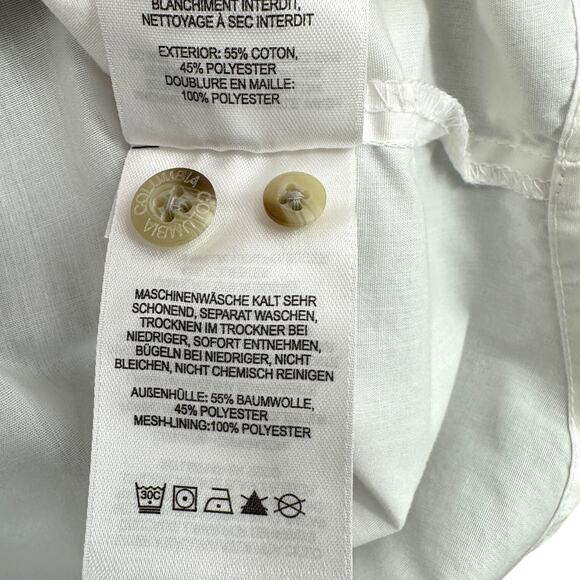 BLANCHIMENT INTERDIT,
NETTOYAGE À SEC INTERDIT
EXTERIOR: 55% COTON,
45% POLYESTER
DOUBLURE EN MAILLE:
100% POLYESTER
COLUMBIA COLUMBIA
MASCHINENWÄSCHE KALT SEHR
SCHONEND, SEPARAT WASCHEN,
TROCKNEN IM TROCKNER BEI
NIEDRIGER, SOFORT ENTNEHMEN,
BÜGELN BEI NIEDRIGER, NICHT
BLEICHEN, NICHT CHEMISCH REINIGEN
AUßENHÜLLE: 55% BAUMWOLLE,
45% POLYESTER
MESH-LINING:100% POLYESTER
30C